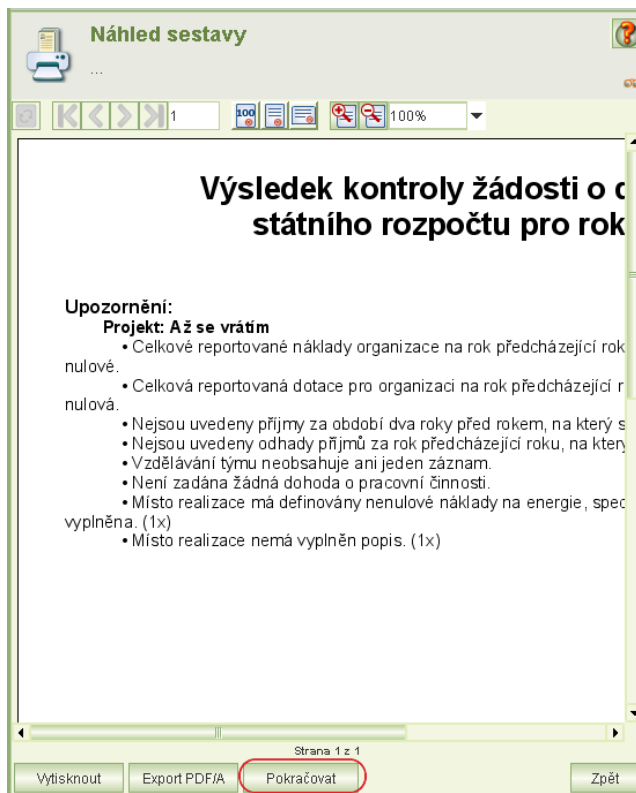 Náhled sestavy
...
1
100
100%
Výsledek kontroly žádosti o
státního rozpočtu pro rok
Upozornění:
Projekt: Až se vrátím
• Celkové reportované náklady organizace na rok předcházející rok
nulové.
• Celková reportovaná dotace pro organizaci na rok předcházející r
nulová.
• Nejsou uvedeny příjmy za období dva roky před rokem, na který s
• Nejsou uvedeny odhady příjmů za rok předcházející roku, na který
• Vzdělávání týmu neobsahuje ani jeden záznam.
• Není zadána žádná dohoda o pracovní činnosti.
• Místo realizace má definovány nenulové náklady na energie, spec
vyplněna. (1x)
• Místo realizace nemá vyplněn popis. (1x)
Strana 1 z 1
Vytisknout Export PDF/A Pokračovat Zpět